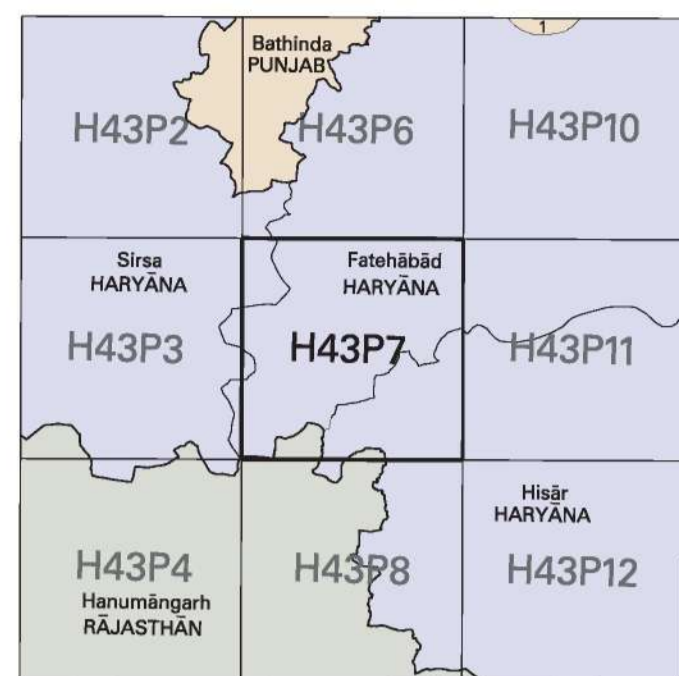 1
Bathinda
PUNJAB
H43P2
H43P6
H43P10
Sirsa
HARYĀNA
Fatehābād
HARYĀNA
H43P3
H43P7
H43P11
Hisār
HARYĀNA
H43P4
H43P8
H43P12
Hanumāngarh
RĀJASTHĀN